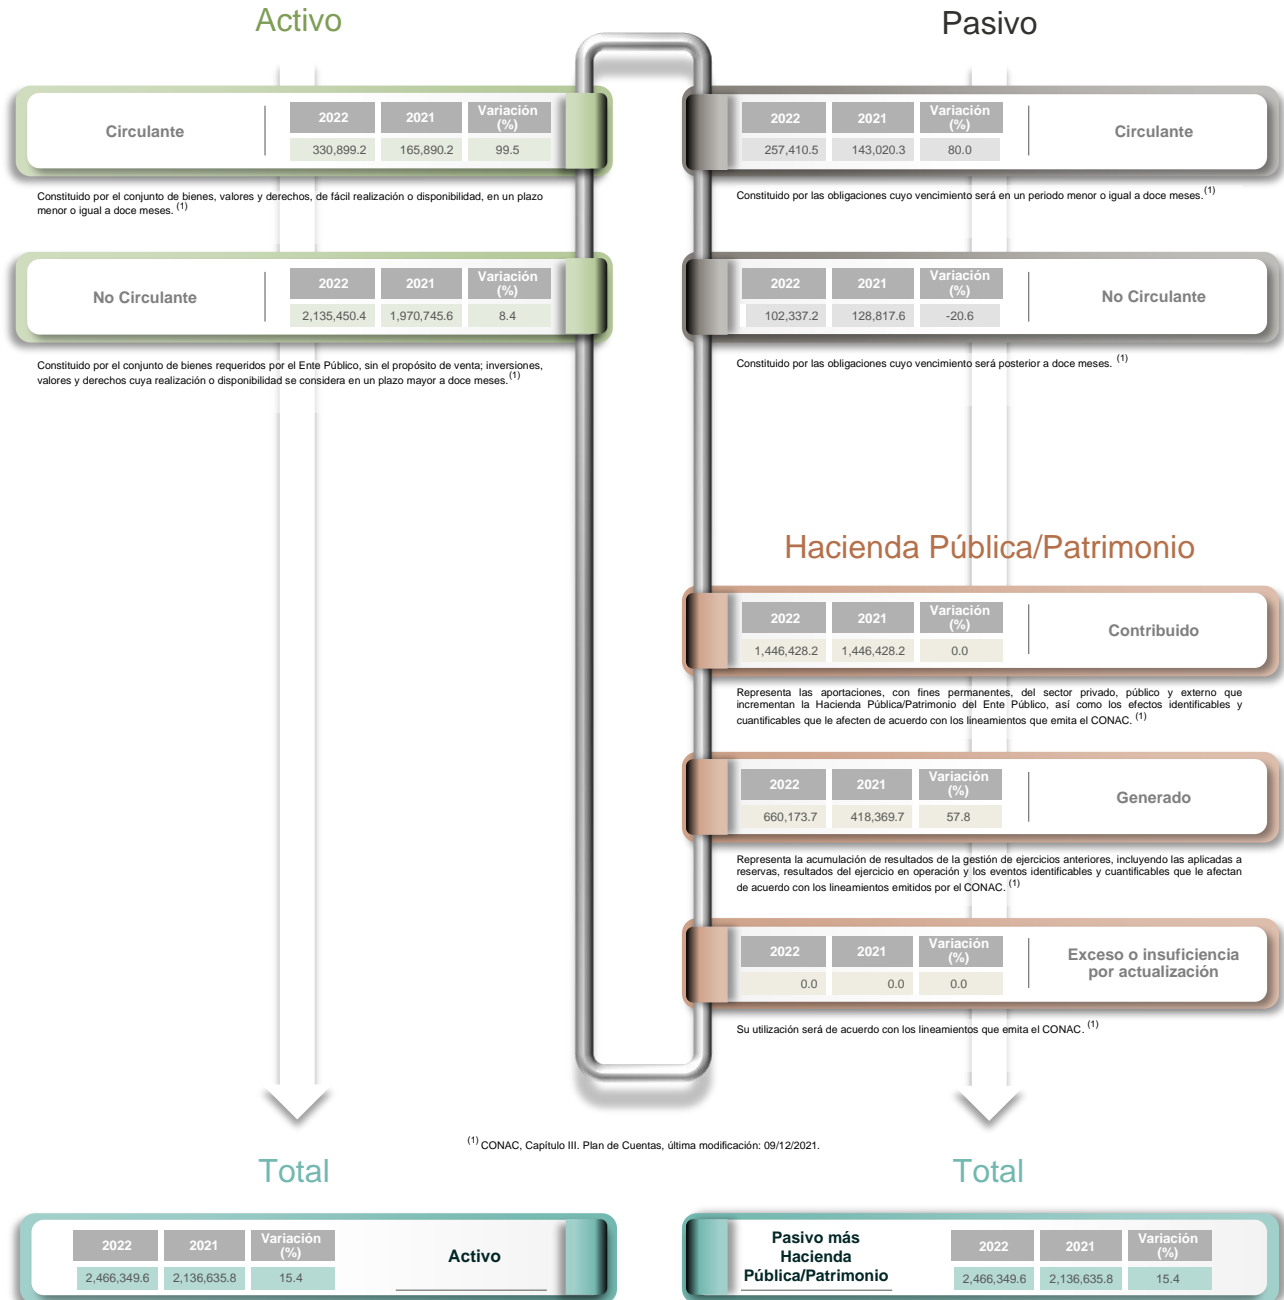 Activo
Circulante
2022 2021 Variación (%)
330,899.2 165,890.2 99.5
Constituido por el conjunto de bienes, valores y derechos, de fácil realización o disponibilidad, en un plazo
menor o igual a doce meses. (1)
No Circulante
2022 2021 Variación (%)
2,135,450.4 1,970,745.6 8.4
Constituido por el conjunto de bienes requeridos por el Ente Público, sin el propósito de venta; inversiones,
valores y derechos cuya realización o disponibilidad se considera en un plazo mayor a doce meses. (1)
Pasivo
2022 2021 Variación (%)
257,410.5 143,020.3 80.0
Circulante
Constituido por las obligaciones cuyo vencimiento será en un periodo menor o igual a doce meses. (1)
2022 2021 Variación (%)
102,337.2 128,817.6 -20.6
No Circulante
Constituido por las obligaciones cuyo vencimiento será posterior a doce meses. (1)
Hacienda Pública/Patrimonio
2022 2021 Variación (%)
1,446,428.2 1,446,428.2 0.0
Contribuido
Representa las aportaciones, con fines permanentes, del sector privado, público y externo que
incrementan la Hacienda Pública/Patrimonio del Ente Público, así como los efectos identificables y
cuantificables que le afecten de acuerdo con los lineamientos que emita el CONAC. (1)
2022 2021 Variación (%)
660,173.7 418,369.7 57.8
Generado
Representa la acumulación de resultados de la gestión de ejercicios anteriores, incluyendo las aplicadas a
reservas, resultados del ejercicio en operación y los eventos identificables y cuantificables que le afectan
de acuerdo con los lineamientos emitidos por el CONAC. (1)
2022 2021 Variación (%)
0.0 0.0 0.0
Exceso o insuficiencia
por actualización
Su utilización será de acuerdo con los lineamientos que emita el CONAC. (1)
(1) CONAC, Capítulo III. Plan de Cuentas, última modificación: 09/12/2021.
Total
2022 2021 Variación (%)
2,466,349.6 2,136,635.8 15.4
Activo
Total
Pasivo más
Hacienda
Pública/Patrimonio
2022 2021 Variación (%)
2,466,349.6 2,136,635.8 15.4